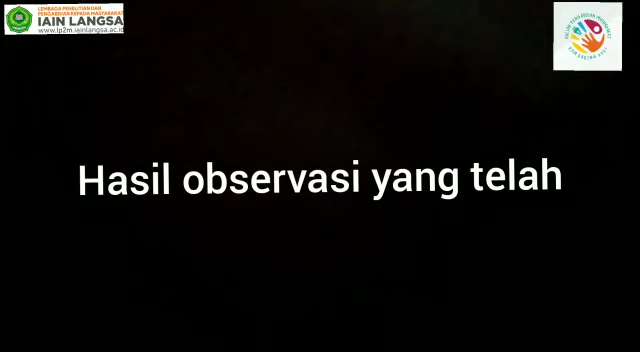 LEMBAGA PENELITIAN DAN
PENGABDIAN KEPADA MASYARAKAT
IAIN LANGSA
www.lp2m.iainlangsa.ac.id
Hasil observasi yang telah